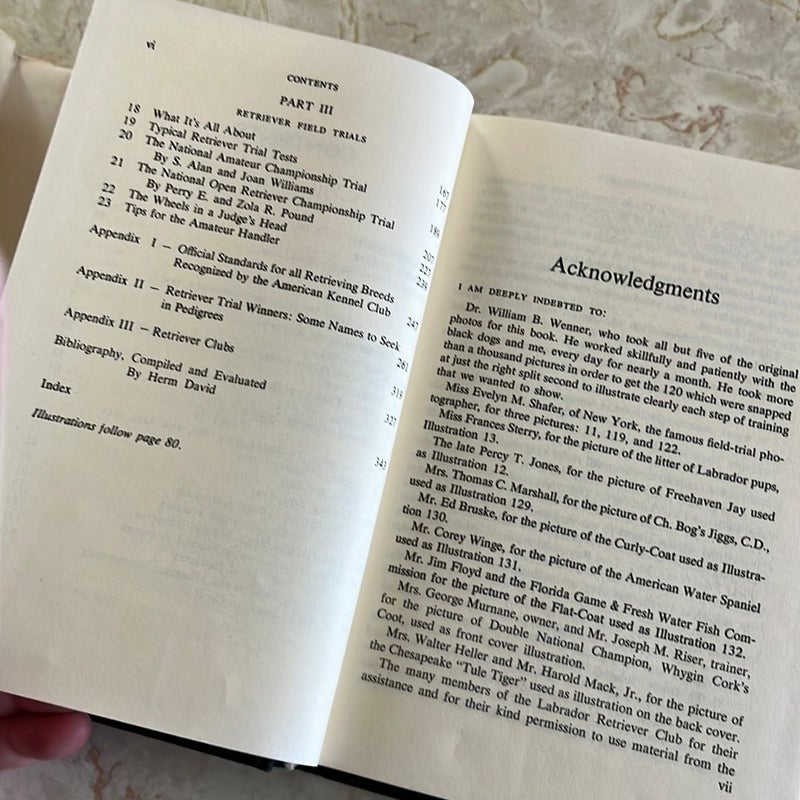 vi
CONTENTS
PART III
RETRIEVER FIELD TRIALS
18 What It's All About 167
19 Typical Retriever Trial Tests 177
20 The National Amateur Championship Trial
By S. Alan and Joan Williams 185
21 The National Open Retriever Championship Trial
By Perry E. and Zola R. Pound 207
22 The Wheels in a Judge's Head 227
23 Tips for the Amateur Handler 239
Appendix I – Official Standards for all Retrieving Breeds
Recognized by the American Kennel Club 247
Appendix II – Retriever Trial Winners: Some Names to Seek
in Pedigrees 261
Appendix III – Retriever Clubs 319
Bibliography, Compiled and Evaluated
By Herm David 327
Index 343
Illustrations follow page 80.
Acknowledgments
I AM DEEPLY INDEBTED TO:
Dr. William B. Wenner, who took all but five of the original
photos for this book. He worked skillfully and patiently with the
black dogs and me, every day for nearly a month. He took more
than a thousand pictures in order to get the 120 which were snapped
at just the right split second to illustrate clearly each step of training
that we wanted to show.
Miss Evelyn M. Shafer, of New York, the famous field-trial pho-
tographer, for three pictures: 11, 119, and 122.
Miss Frances Sterry, for the picture of the litter of Labrador pups,
Illustration 13.
The late Percy T. Jones, for the picture of Freehaven Jay used
as Illustration 12.
Mrs. Thomas C. Marshall, for the picture of Ch. Bog's Jiggs, C.D.,
used as Illustration 129.
Mr. Ed Bruske, for the picture of the Curly-Coat used as Illustra-
tion 130.
Mr. Corey Winge, for the picture of the American Water Spaniel
used as Illustration 131.
Mr. Jim Floyd and the Florida Game & Fresh Water Fish Com-
mission for the picture of the Flat-Coat used as Illustration 132.
Mrs. George Murnane, owner, and Mr. Joseph M. Riser, trainer,
for the picture of Double National Champion, Whygin Cork's
Coot, used as front cover illustration.
Mrs. Walter Heller and Mr. Harold Mack, Jr., for the picture of
the Chesapeake "Tule Tiger" used as illustration on the back cover.
The many members of the Labrador Retriever Club for their
assistance and for their kind permission to use material from the
vii